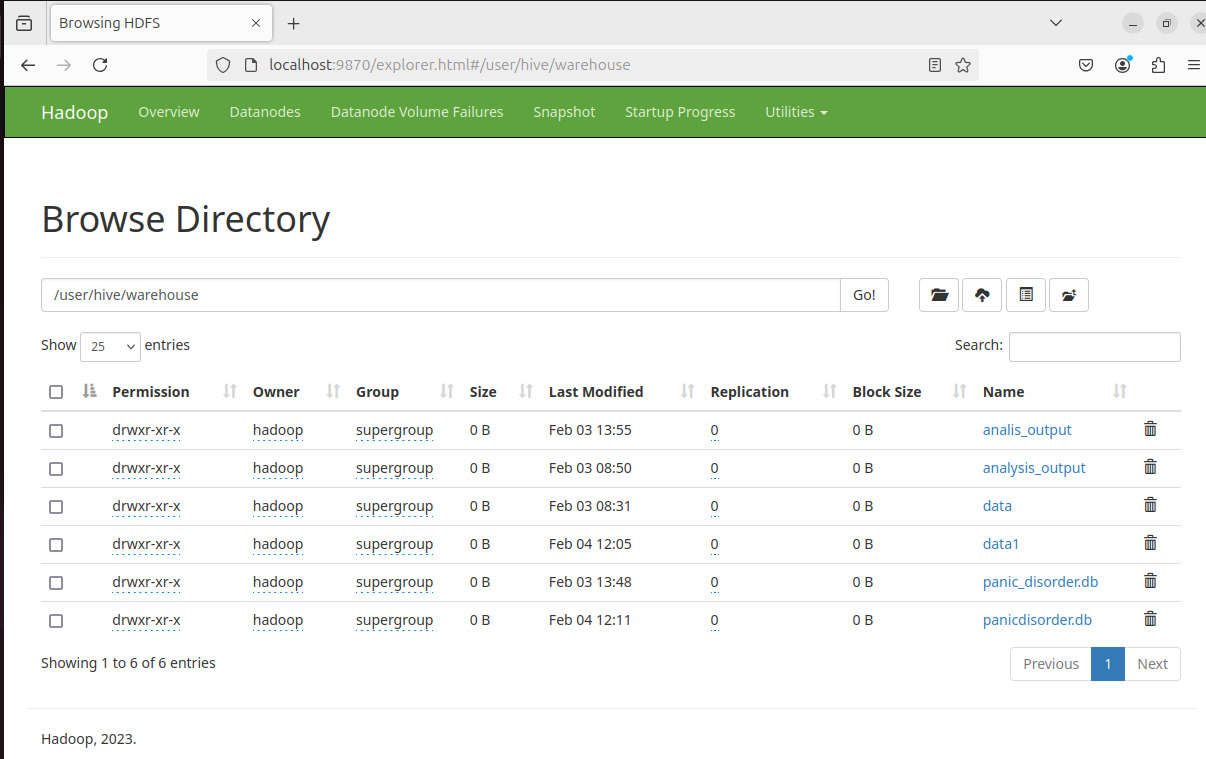 Browsing HDFS
localhost:9870/explorer.html#/user/hive/warehouse
Hadoop Overview Datanodes Datanode Volume Failures Snapshot Startup Progress Utilities
Browse Directory
/user/hive/warehouse Go!
Show 25 entries Search:
Permission Owner Group Size Last Modified Replication Block Size Name
drwxr-xr-x hadoop supergroup 0 B Feb 03 13:55 0 0 B analis_output
drwxr-xr-x hadoop supergroup 0 B Feb 03 08:50 0 0 B analysis_output
drwxr-xr-x hadoop supergroup 0 B Feb 03 08:31 0 0 B data
drwxr-xr-x hadoop supergroup 0 B Feb 04 12:05 0 0 B data1
drwxr-xr-x hadoop supergroup 0 B Feb 03 13:48 0 0 B panic_disorder.db
drwxr-xr-x hadoop supergroup 0 B Feb 04 12:11 0 0 B panicdisorder.db
Showing 1 to 6 of 6 entries Previous 1 Next
Hadoop, 2023.